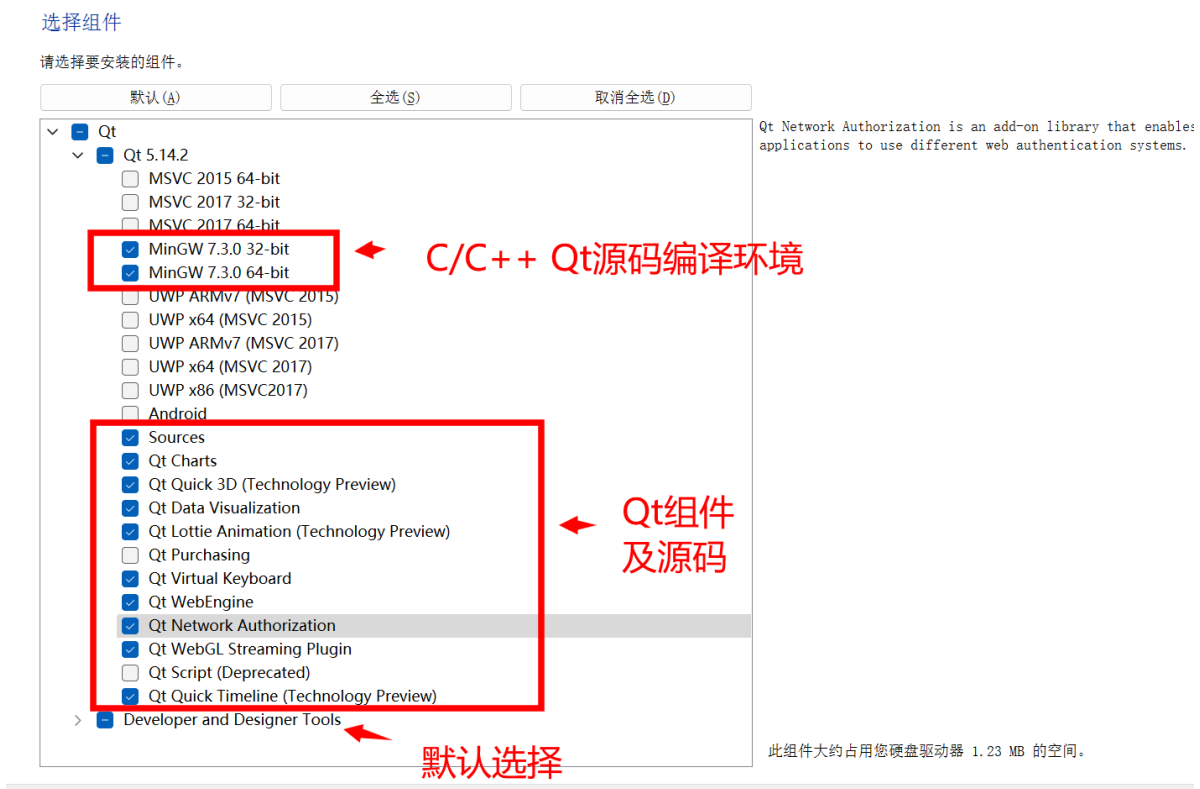 选择组件
请选择要安装的组件。
默认(A)
全选(S)
取消全选(D)
Qt
Qt 5.14.2
MSVC 2015 64-bit
MSVC 2017 32-bit
MSVC 2017 64-bit
MinGW 7.3.0 32-bit
MinGW 7.3.0 64-bit
C/C++ Qt源码编译环境
UWP ARMv7 (MSVC 2015)
UWP x64 (MSVC 2015)
UWP ARMv7 (MSVC 2017)
UWP x64 (MSVC 2017)
UWP x86 (MSVC2017)
Android
Sources
Qt Charts
Qt Quick 3D (Technology Preview)
Qt Data Visualization
Qt Lottie Animation (Technology Preview)
Qt Purchasing
Qt Virtual Keyboard
Qt WebEngine
Qt Network Authorization
Qt WebGL Streaming Plugin
Qt Script (Deprecated)
Qt Quick Timeline (Technology Preview)
Qt组件
及源码
Developer and Designer Tools
默认选择
Qt Network Authorization is an add-on library that enables
applications to use different web authentication systems.
此组件大约占用您硬盘驱动器 1.23 MB 的空间。